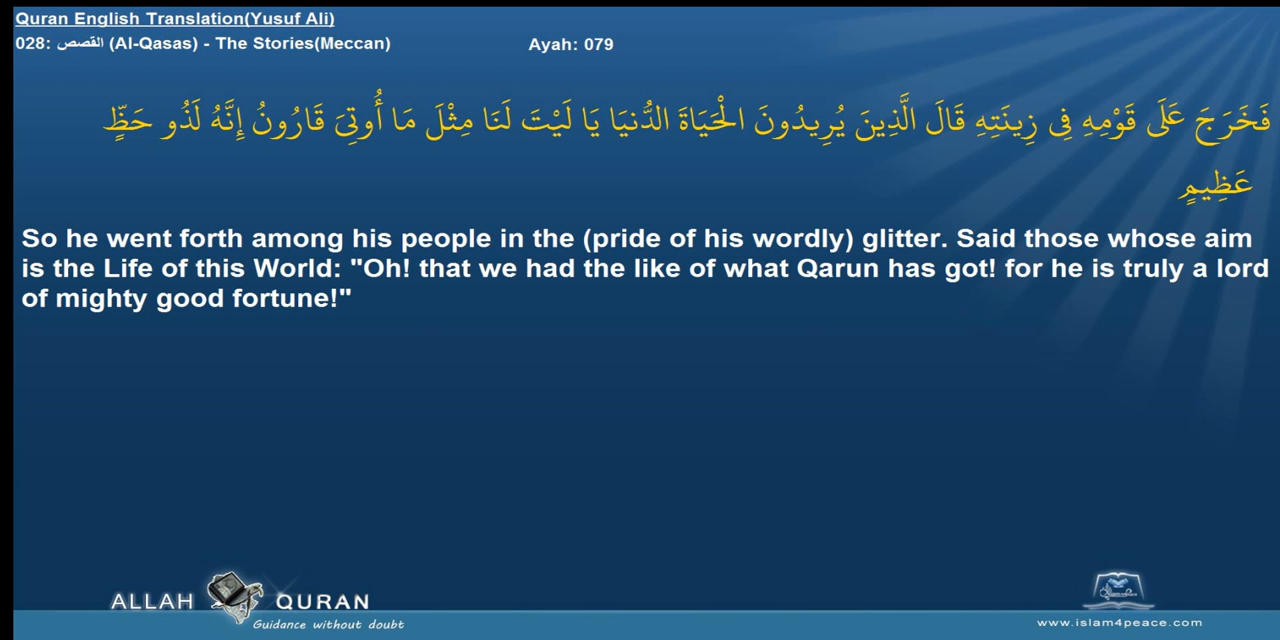 Quran English Translation(Yusuf Ali)
028: القصص (Al-Qasas) - The Stories(Meccan) Ayah: 079
فَخَرَجَ عَلَى قَوْمِهِ فِي زِينَتِهِ قَالَ الَّذِينَ يُرِيدُونَ الْحَيَاةَ الدُّنيَا يَا لَيْتَ لَنَا مِثْلَ مَا أُوتِيَ قَارُونُ إِنَّهُ لَذُو حَظٍّ
عَظِيمٍ
So he went forth among his people in the (pride of his wordly) glitter. Said those whose aim
is the Life of this World: "Oh! that we had the like of what Qarun has got! for he is truly a lord
of mighty good fortune!"
ALLAH QURAN
Guidance without doubt
www.islam4peace.com